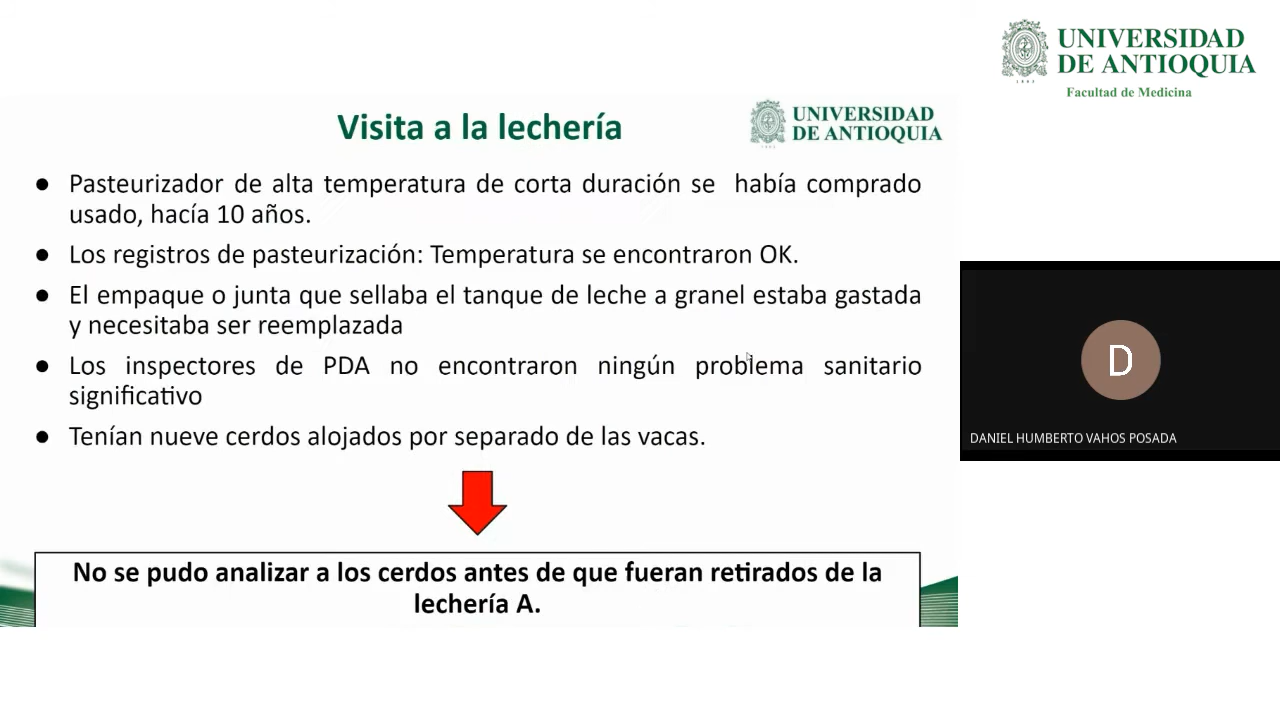 UNIVERSIDAD
DE ANTIOQUIA
Facultad de Medicina
Visita a la lechería
UNIVERSIDAD
DE ANTIOQUIA
● Pasteurizador de alta temperatura de corta duración se había comprado
usado, hacía 10 años.
● Los registros de pasteurización: Temperatura se encontraron OK.
● El empaque o junta que sellaba el tanque de leche a granel estaba gastada
y necesitaba ser reemplazada
● Los inspectores de PDA no encontraron ningún problema sanitario
significativo
● Tenían nueve cerdos alojados por separado de las vacas.
No se pudo analizar a los cerdos antes de que fueran retirados de la
lechería A.
D
DANIEL HUMBERTO VAHOS POSADA